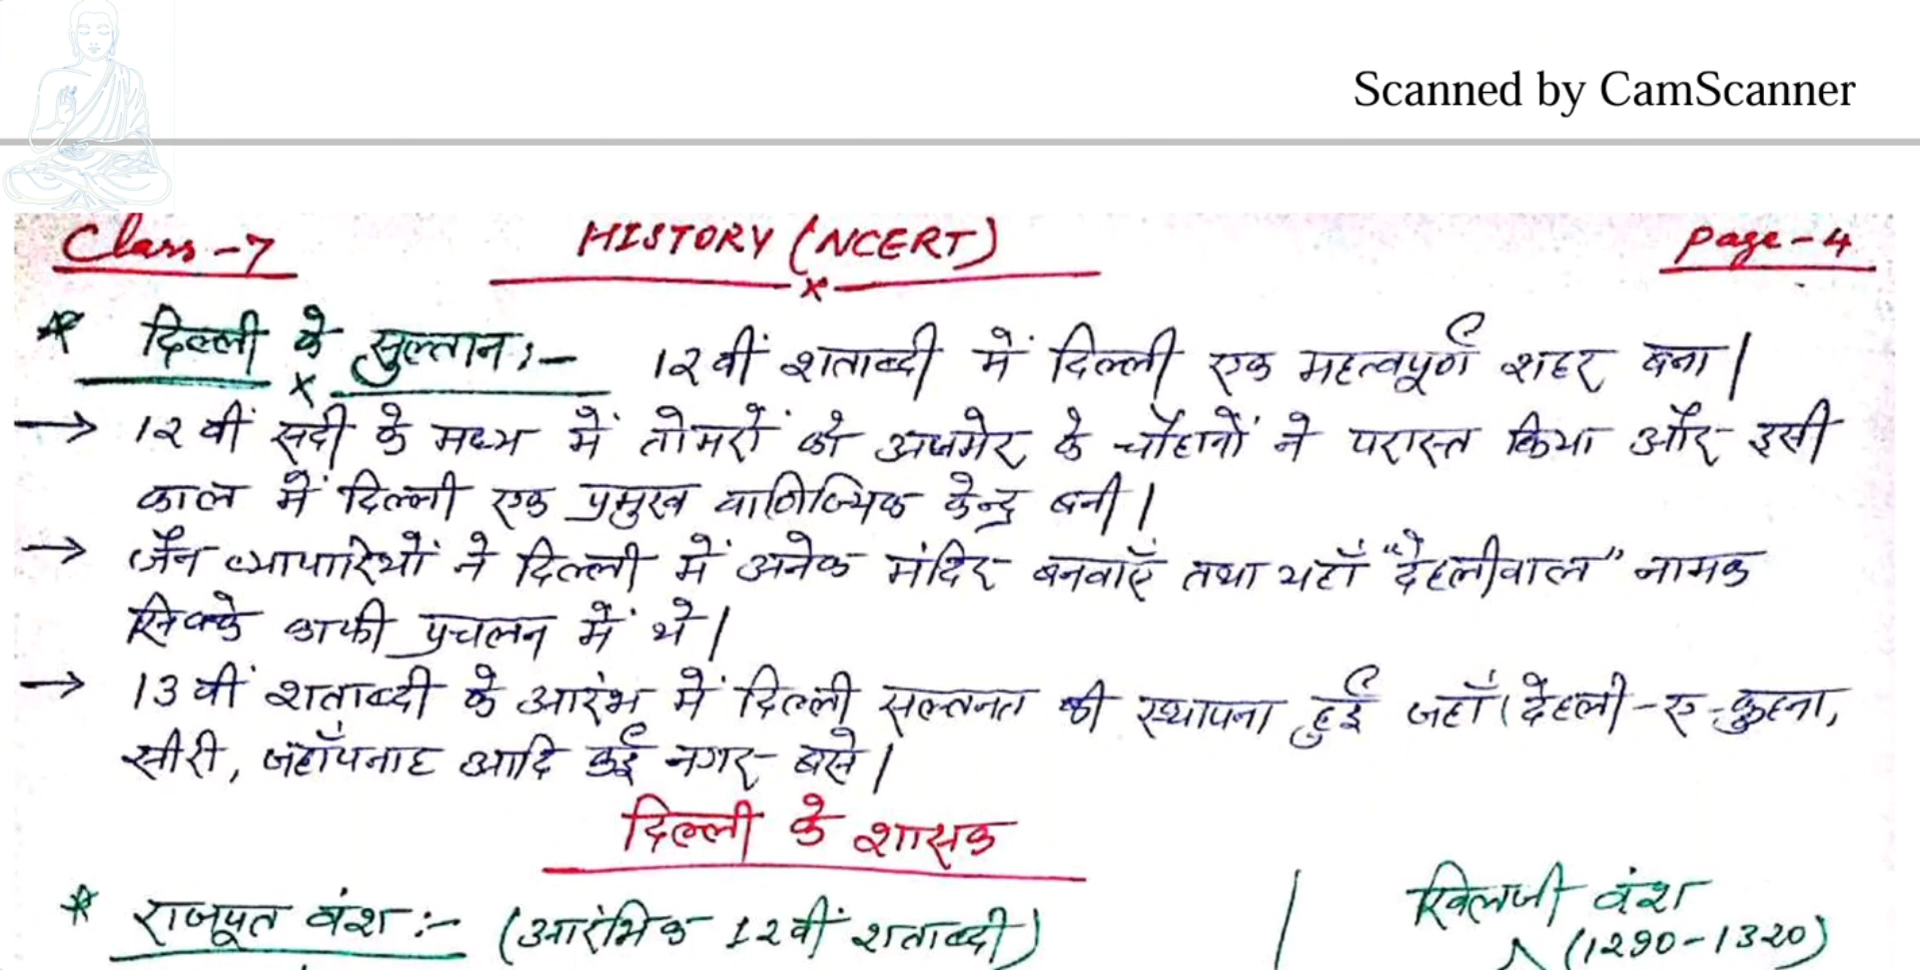 Scanned by CamScanner
Class-7 HISTORY (NCERT) Page-4
* दिल्ली के सुल्तान:- 12वीं शताब्दी में दिल्ली एक महत्वपूर्ण शहर बना।
→ 12वीं सदी के मध्य में तोमरों को अजमेर के चौहानों ने परास्त किया और इसी
काल में दिल्ली एक प्रमुख वाणिज्यिक केन्द्र बनी।
→ जैन व्यापारियों ने दिल्ली में अनेक मंदिर बनवाएँ तथा यहाँ "देहलीवाल" नामक
सिक्के काफी प्रचलन में थे।
→ 13वीं शताब्दी के आरंभ में दिल्ली सल्तनत की स्थापना हुई जहाँ देहली-ए-कुहना,
सीरी, जहाँपनाह आदि कई नगर बसे।
दिल्ली के शासक
* राजपूत वंश:- (आरंभिक 12वीं शताब्दी)
खिलजी वंश
(1290-1320)